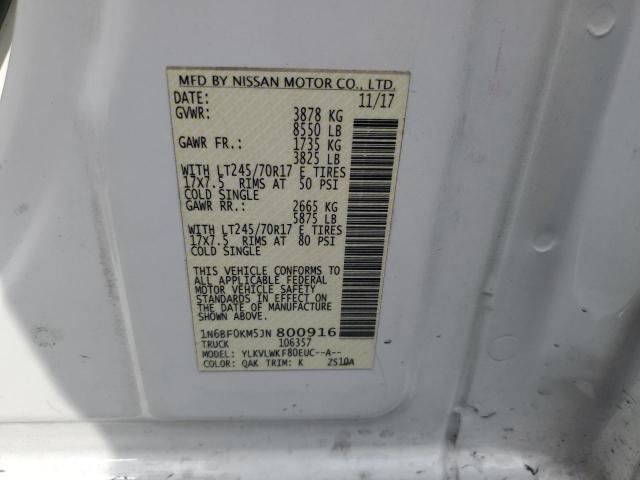 MFD BY NISSAN MOTOR CO., LTD.
DATE: 11/17
GVWR: 3878 KG
8550 LB
GAWR FR.: 1735 KG
3825 LB
WITH LT245/70R17 E TIRES
17X7.5 RIMS AT 50 PSI
COLD SINGLE
GAWR RR.: 2665 KG
5875 LB
WITH LT245/70R17 E TIRES
17X7.5 RIMS AT 80 PSI
COLD SINGLE
THIS VEHICLE CONFORMS TO
ALL APPLICABLE FEDERAL
MOTOR VEHICLE SAFETY
STANDARDS IN EFFECT ON
THE DATE OF MANUFACTURE
SHOWN ABOVE.
1N6BF0KM5JN800916
TRUCK 106357
MODEL: YLKVLWKF80EUC--A--
COLOR: QAK TRIM: K ZS10A